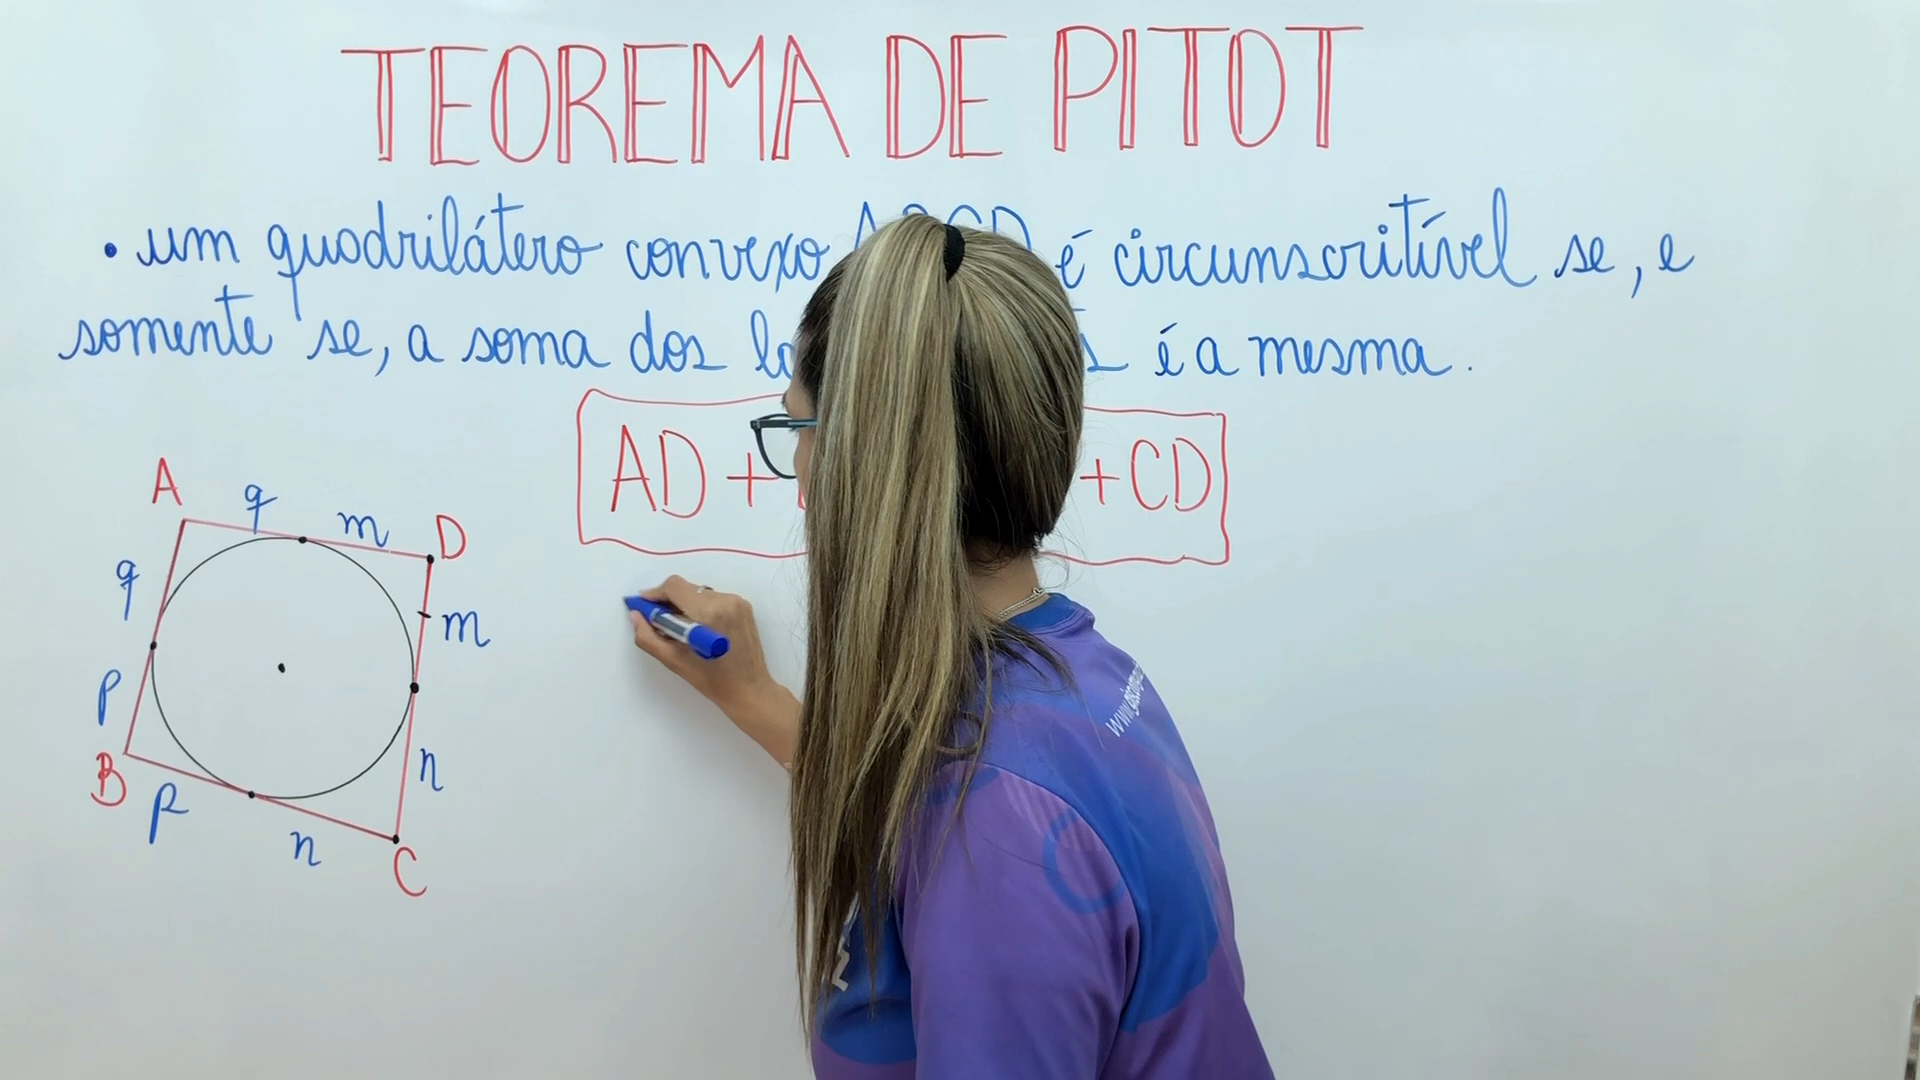 TEOREMA DE PITOT
• um quadrilátero convexo é circunscritível se, e
somente se, a soma dos é a mesma.
AD + + CD
A q m D
q
m
p
n
B p
n
C